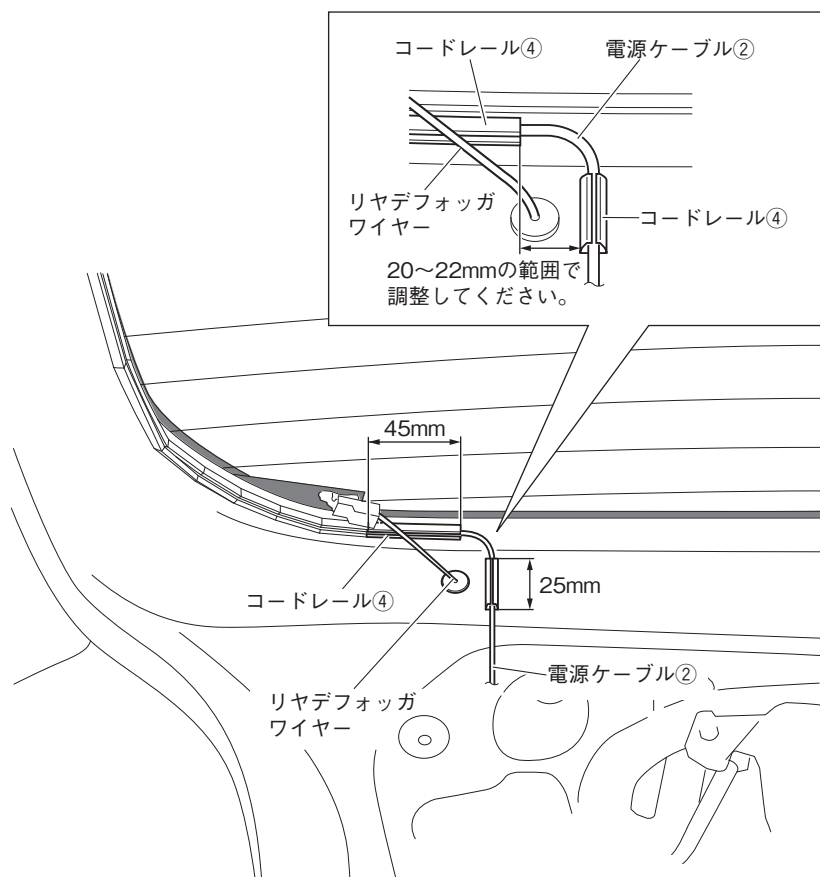 コードレール④
電源ケーブル②
リヤデフォッガ
ワイヤー
コードレール④
20〜22mmの範囲で
調整してください。
45mm
25mm
コードレール④
電源ケーブル②
リヤデフォッガ
ワイヤー